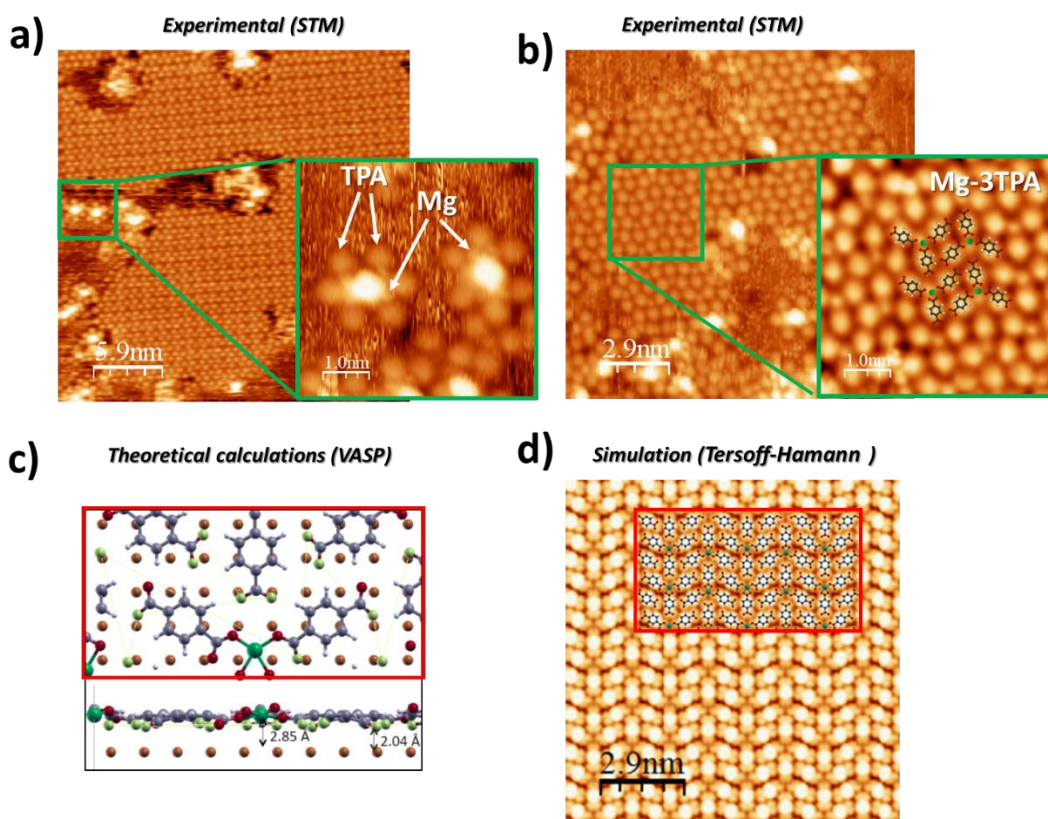 a)
Experimental (STM)
TPA
Mg
5.9nm
1.0nm
b)
Experimental (STM)
Mg-3TPA
2.9nm
1.0nm
c)
Theoretical calculations (VASP)
2.85 Å
2.04 Å
d)
Simulation (Tersoff-Hamann )
2.9nm